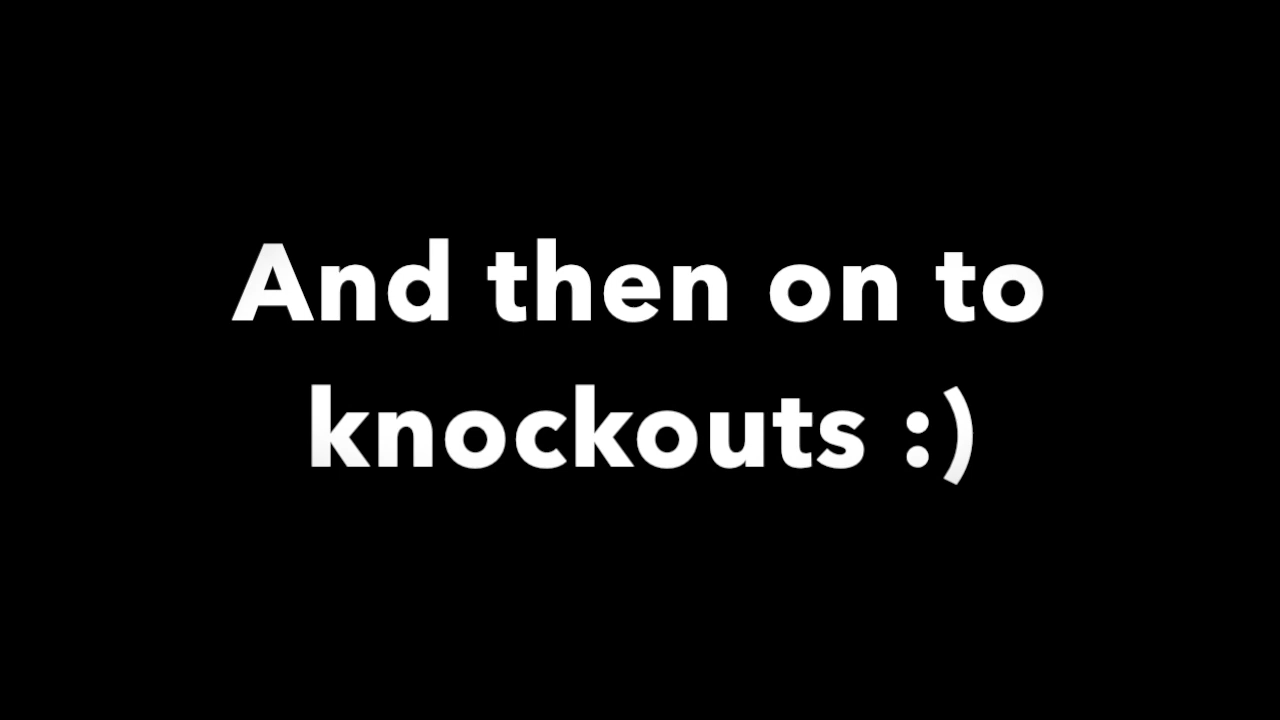 And then on to
knockouts :)